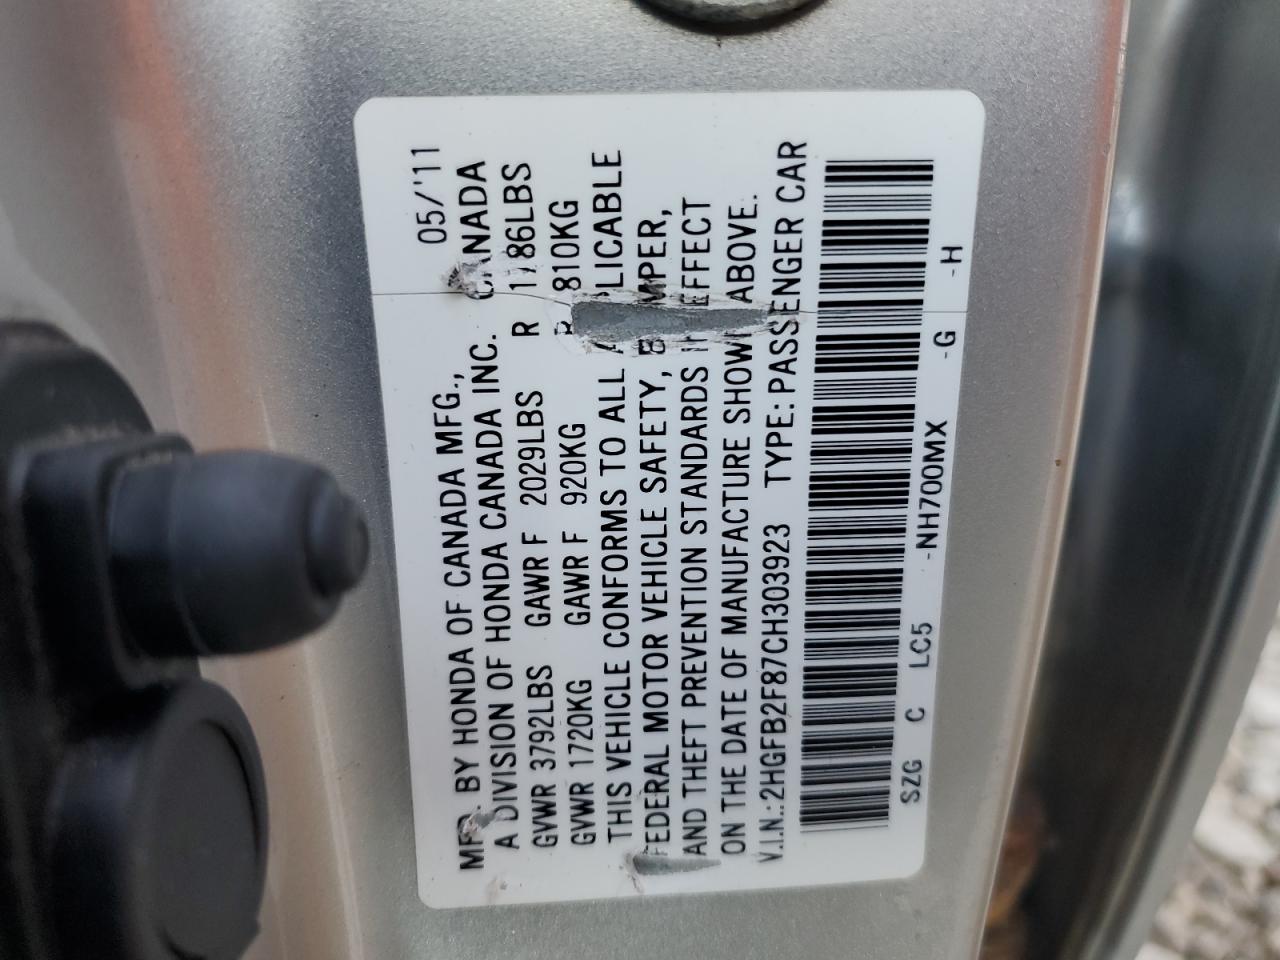 MFD. BY HONDA OF CANADA MFG., 05/'11
A DIVISION OF HONDA CANADA INC. CANADA
GVWR 3792LBS GAWR F 2029LBS R 1786LBS
GVWR 1720KG GAWR F 920KG R 810KG
THIS VEHICLE CONFORMS TO ALL APPLICABLE
FEDERAL MOTOR VEHICLE SAFETY, BUMPER,
AND THEFT PREVENTION STANDARDS IN EFFECT
ON THE DATE OF MANUFACTURE SHOWN ABOVE.
V.I.N.: 2HGFB2F87CH303923 TYPE: PASSENGER CAR
SZG C LC5 -NH700MX -G -H